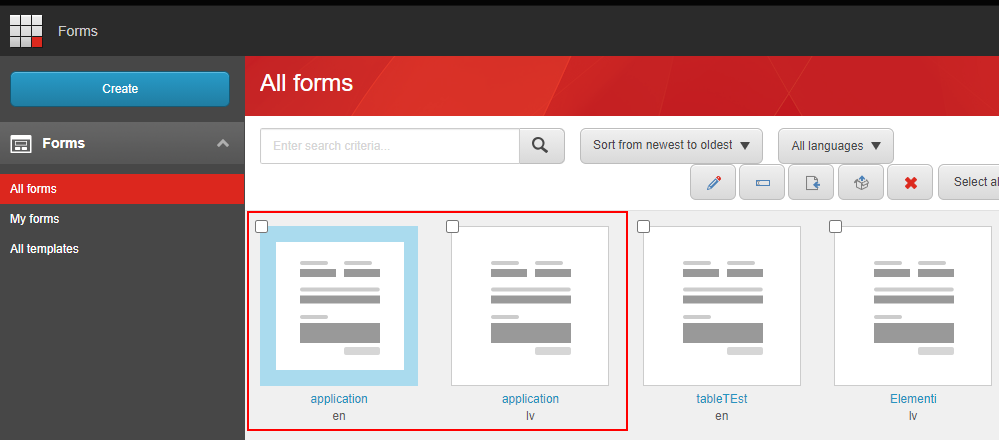 Forms
Create
Forms
All forms
My forms
All templates
All forms
Enter search criteria...
Sort from newest to oldest
All languages
Select al
application
en
application
lv
tableTEst
en
Elementi
lv